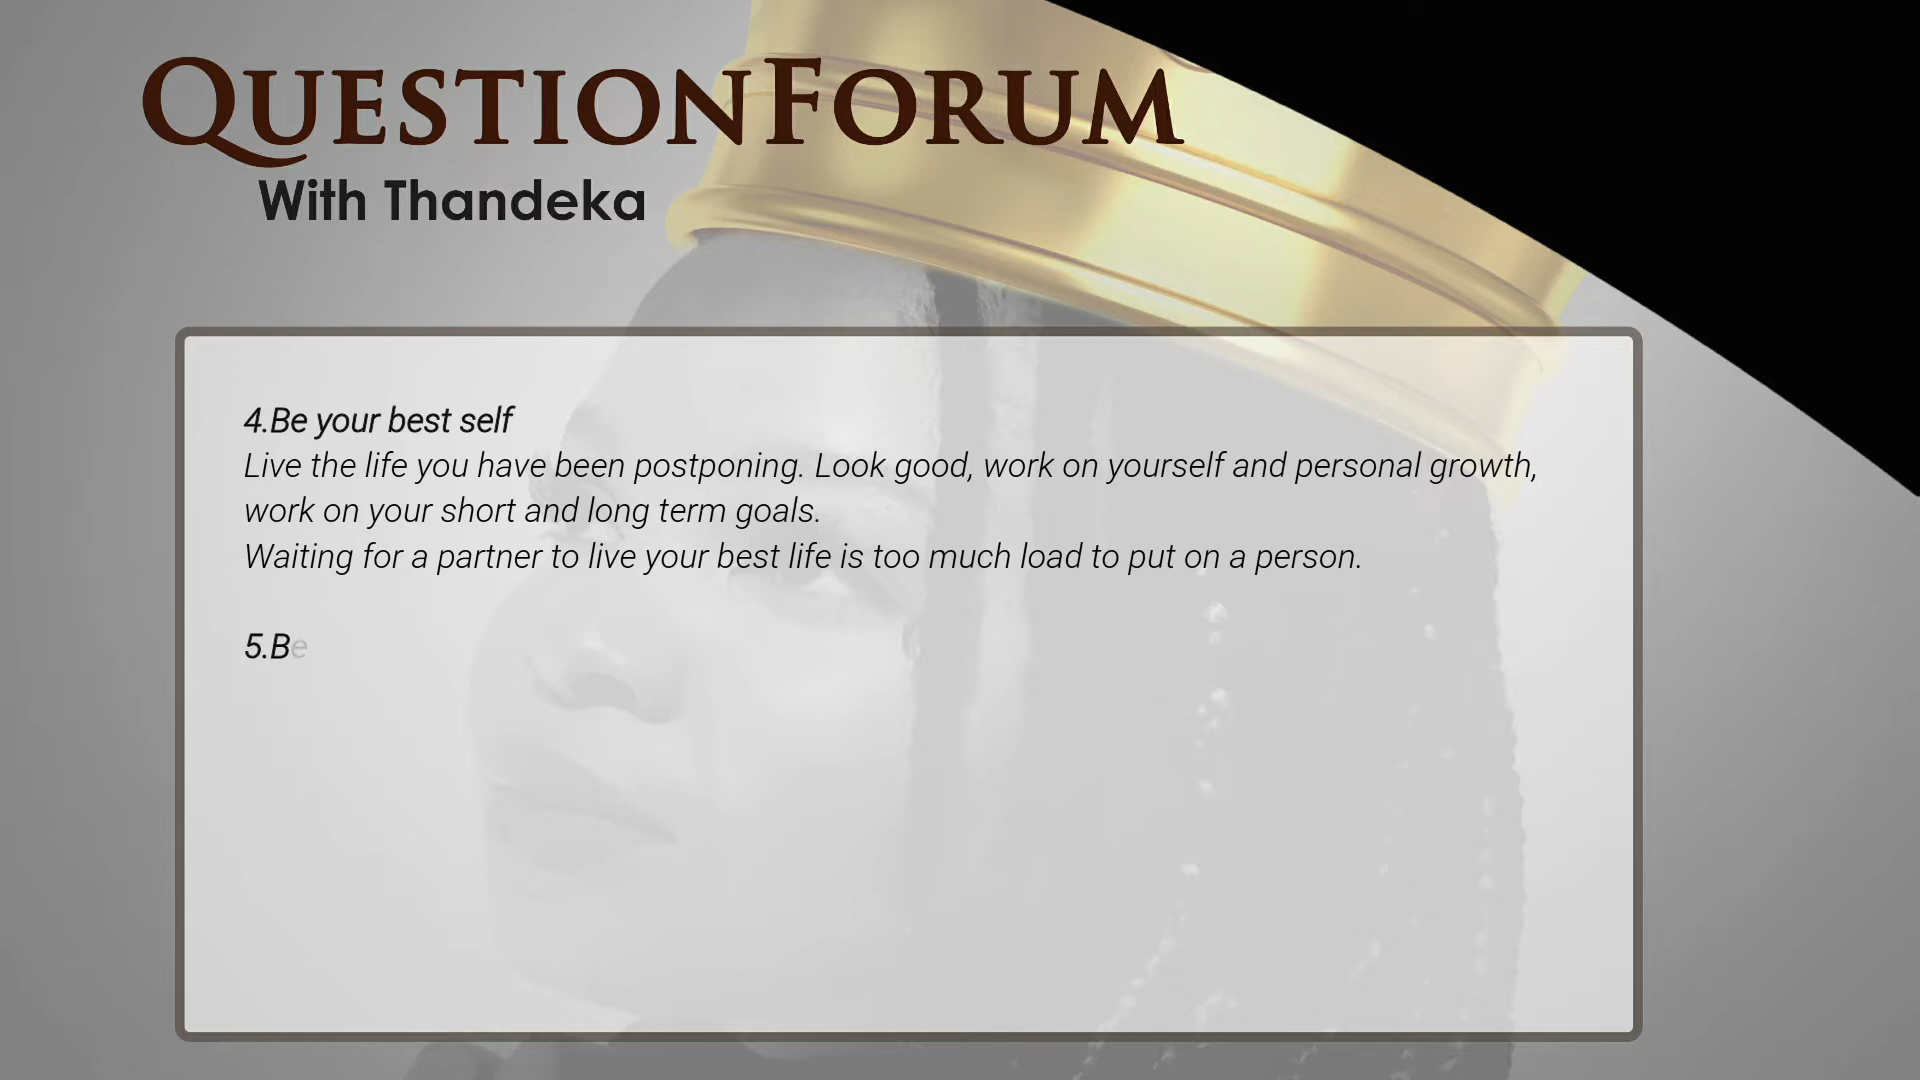 QUESTIONFORUM
With Thandeka
4.Be your best self
Live the life you have been postponing. Look good, work on yourself and personal growth,
work on your short and long term goals.
Waiting for a partner to live your best life is too much load to put on a person.
5.Be